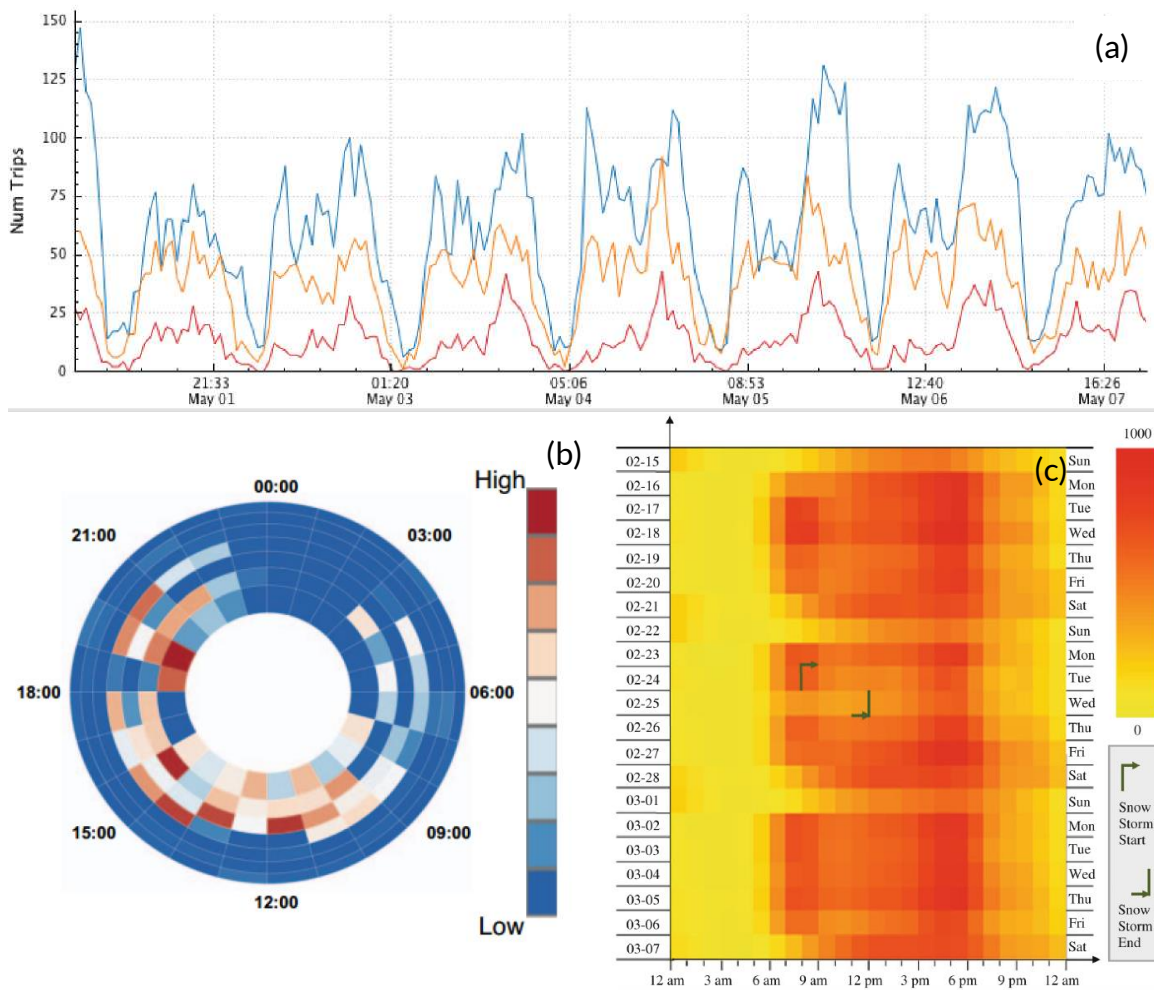 (a)
150
125
100
75
50
25
0
Num Trips
21:33 01:20 05:06 08:53 12:40 16:26
May 01 May 03 May 04 May 05 May 06 May 07
(b)
High
Low
00:00
03:00
06:00
09:00
12:00
15:00
18:00
21:00
(c)
02-15 Sun
02-16 Mon
02-17 Tue
02-18 Wed
02-19 Thu
02-20 Fri
02-21 Sat
02-22 Sun
02-23 Mon
02-24 Tue
02-25 Wed
02-26 Thu
02-27 Fri
02-28 Sat
03-01 Sun
03-02 Mon
03-03 Tue
03-04 Wed
03-05 Thu
03-06 Fri
03-07 Sat
12 am 3 am 6 am 9 am 12 pm 3 pm 6 pm 9 pm 12 am
1000
0
Snow
Storm
Start
Snow
Storm
End